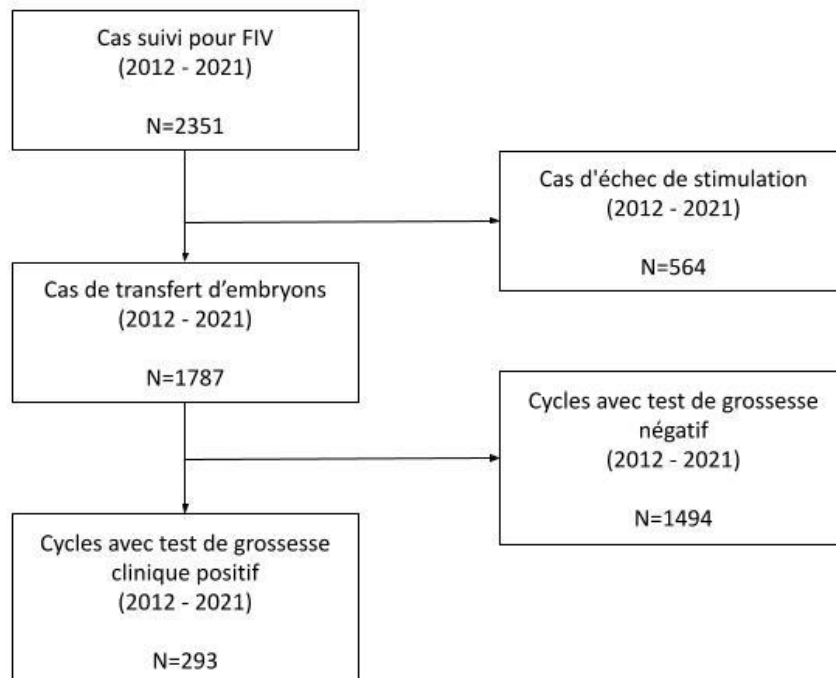 Cas suivi pour FIV
(2012 - 2021)
N=2351
Cas d'échec de stimulation
(2012 - 2021)
N=564
Cas de transfert d’embryons
(2012 - 2021)
N=1787
Cycles avec test de grossesse
négatif
(2012 - 2021)
N=1494
Cycles avec test de grossesse
clinique positif
(2012 - 2021)
N=293